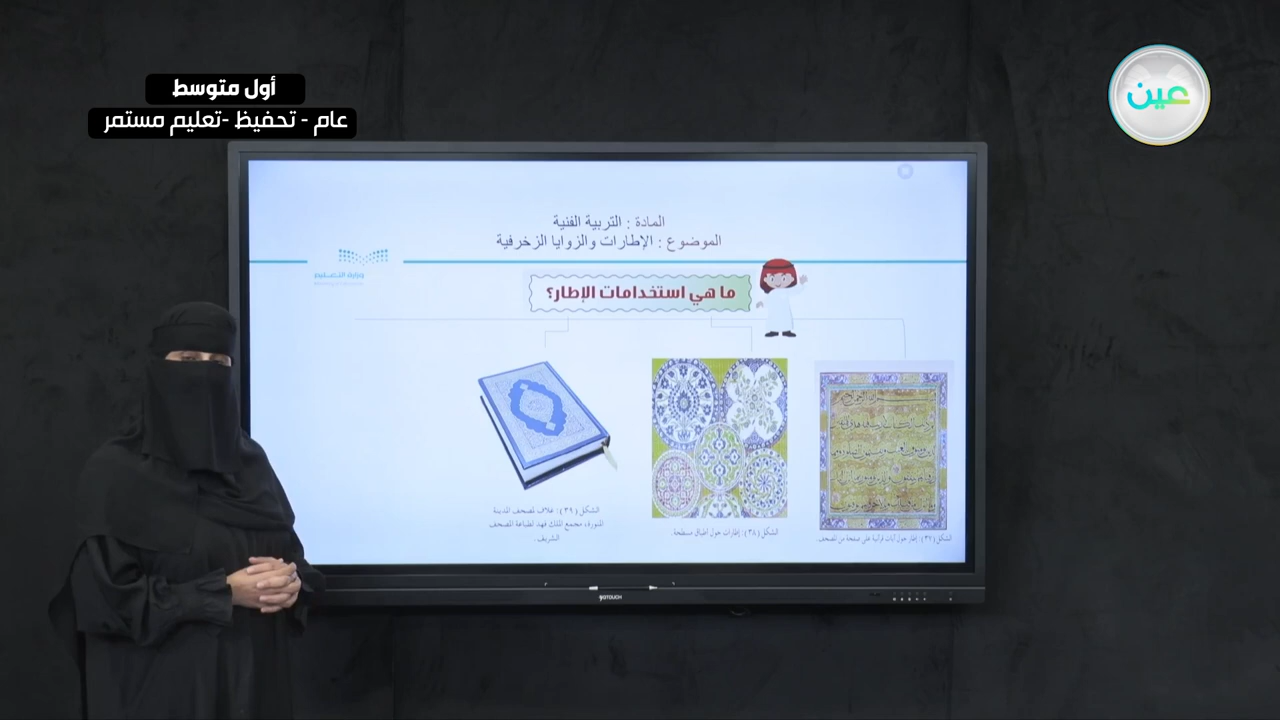 أول متوسط
عام - تحفيظ -تعليم مستمر
عين
المادة : التربية الفنية
الموضوع : الإطارات والزوايا الزخرفية
وزارة التعليم
ما هي استخدامات الإطار؟
الشكل (٣٧): إطار حول آيات قرآنية على صفحة من المصحف.
الشكل (٣٨): إطارات حول أطباق مسطحة.
الشكل (٣٩): غلاف لمصحف المدينة
المنورة، مجمع الملك فهد لطباعة المصحف
الشريف.